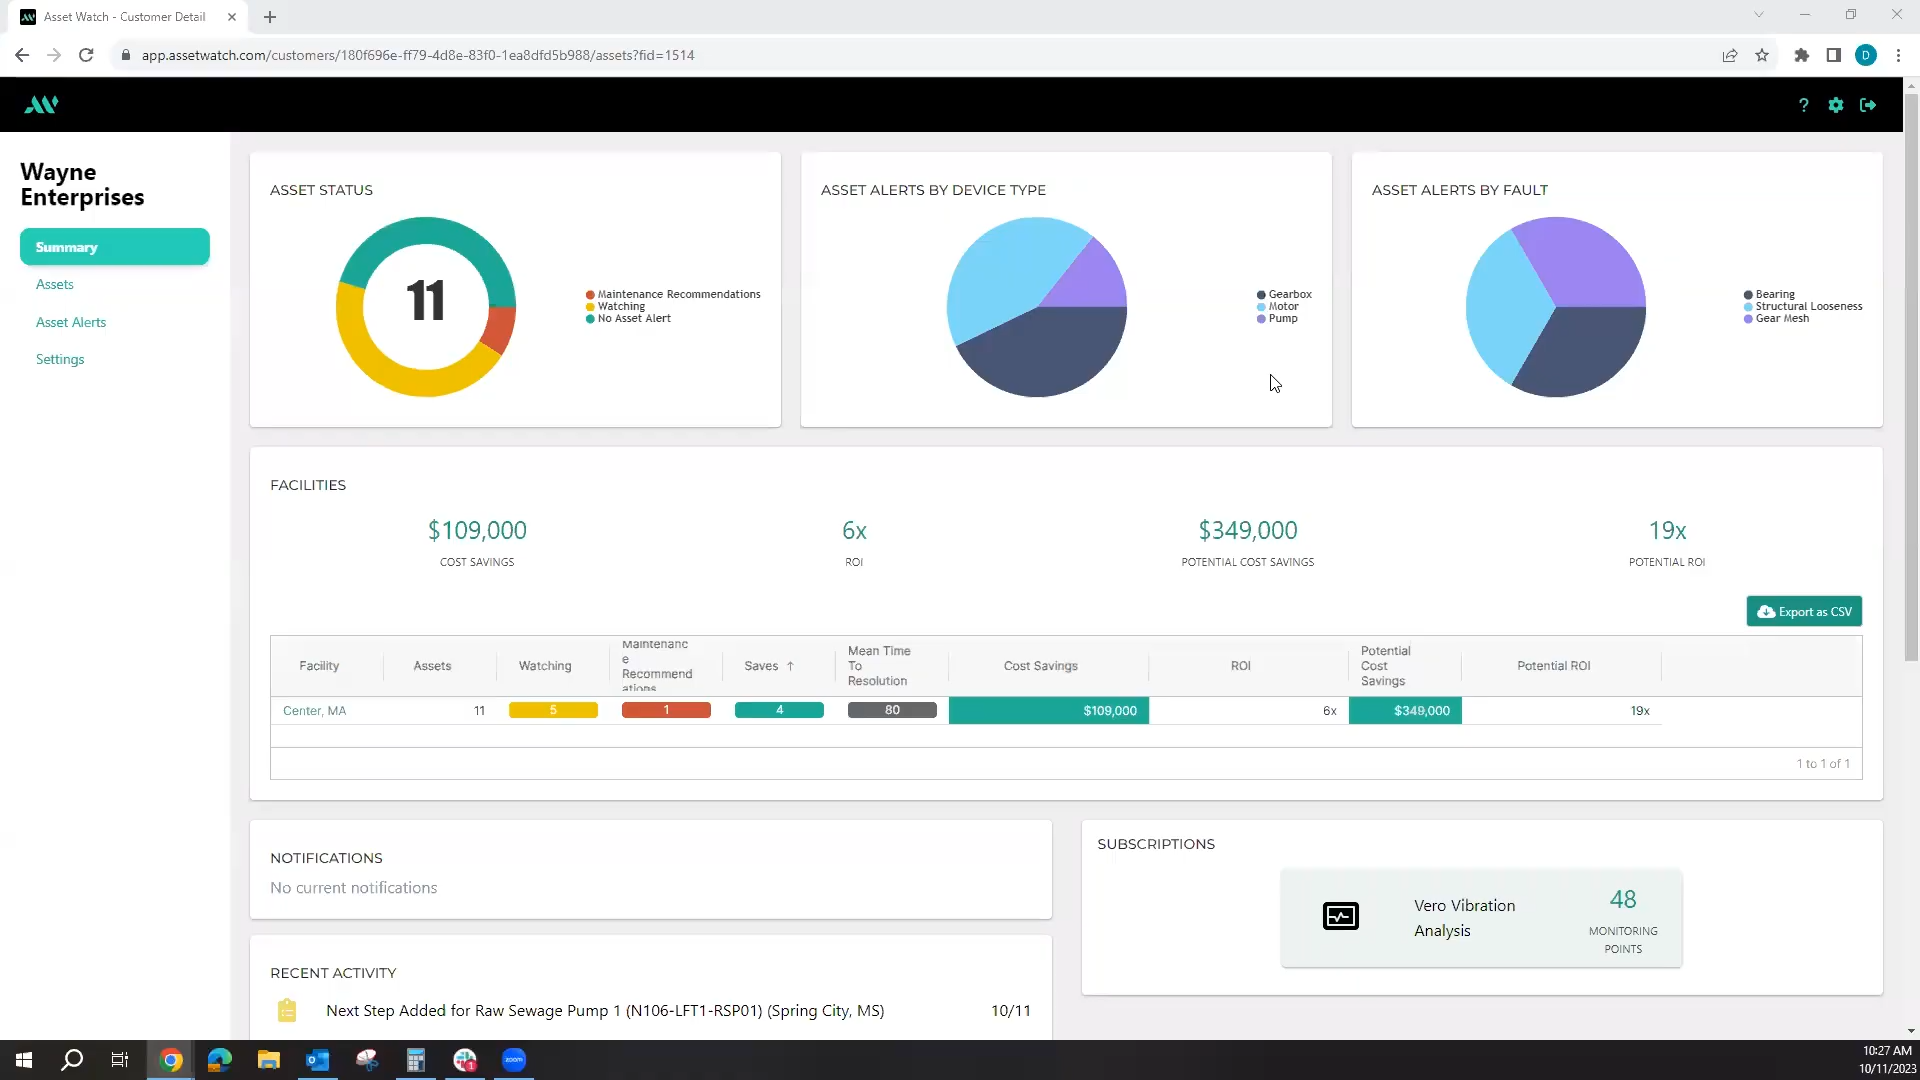 Asset Watch - Customer Detail
app.assetwatch.com/customers/180f696e-ff79-4d8e-83f0-1ea8dfd5b988/assets?fid=1514
D
?
Wayne
Enterprises
Summary
Assets
Asset Alerts
Settings
ASSET STATUS
11
Maintenance Recommendations
Watching
No Asset Alert
ASSET ALERTS BY DEVICE TYPE
Gearbox
Motor
Pump
ASSET ALERTS BY FAULT
Bearing
Structural Looseness
Gear Mesh
FACILITIES
$109,000
COST SAVINGS
6x
ROI
$349,000
POTENTIAL COST SAVINGS
19x
POTENTIAL ROI
Export as CSV
Facility
Assets
Watching
Maintenanc
e
Recommend
ations
Saves ↑
Mean Time
To
Resolution
Cost Savings
ROI
Potential
Cost
Savings
Potential ROI
Center, MA 11 5 1 4 80 $109,000 6x $349,000 19x
1 to 1 of 1
NOTIFICATIONS
No current notifications
SUBSCRIPTIONS
Vero Vibration
Analysis
48
MONITORING
POINTS
RECENT ACTIVITY
Next Step Added for Raw Sewage Pump 1 (N106-LFT1-RSP01) (Spring City, MS) 10/11
zoom
1
10:27 AM
10/11/2023